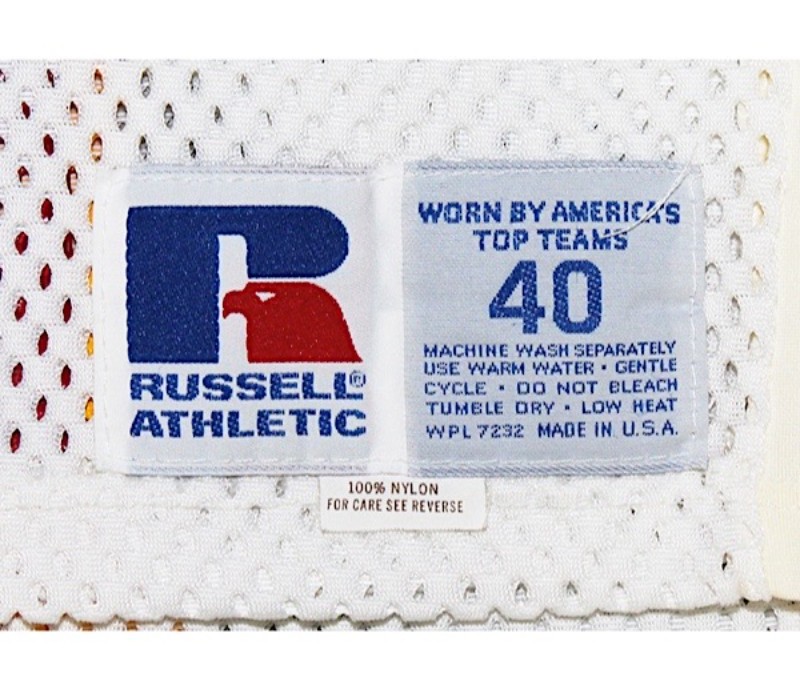 RUSSELL®
ATHLETIC
WORN BY AMERICA'S
TOP TEAMS
40
MACHINE WASH SEPARATELY
USE WARM WATER · GENTLE
CYCLE · DO NOT BLEACH
TUMBLE DRY · LOW HEAT
WPL 7232 MADE IN U.S.A.
100% NYLON
FOR CARE SEE REVERSE